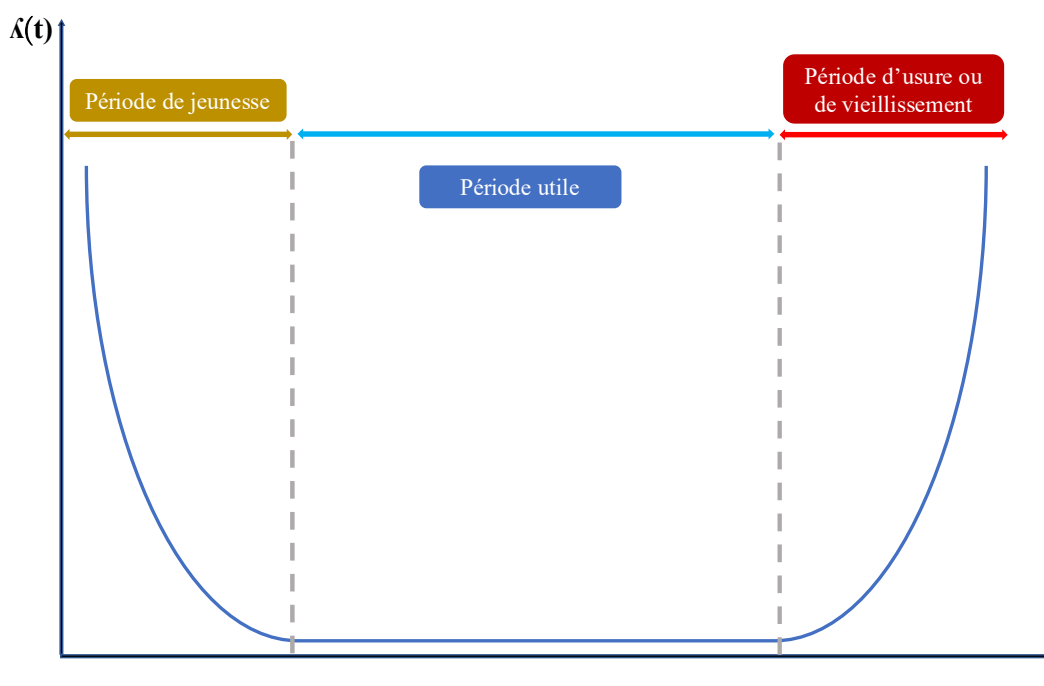 ʎ(t)
Période de jeunesse
Période d’usure ou
de vieillissement
Période utile